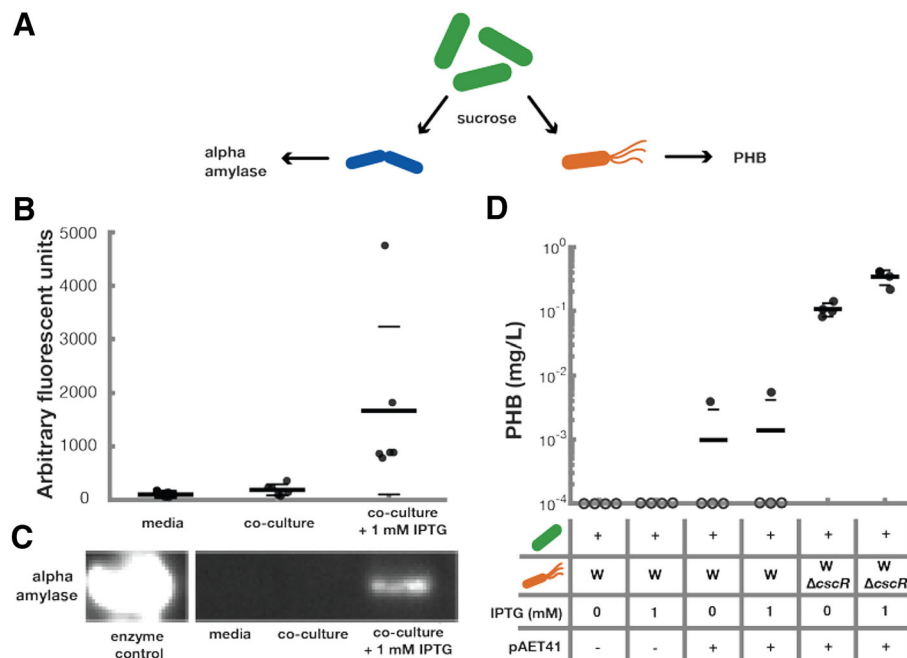 A
sucrose
alpha
amylase
PHB
B
Arbitrary fluorescent units
5000
4000
3000
2000
1000
0
media
co-culture
co-culture
+ 1 mM IPTG
C
alpha
amylase
enzyme
control
media
co-culture
co-culture
+ 1 mM IPTG
D
PHB (mg/L)
10⁰
10⁻¹
10⁻²
10⁻³
10⁻⁴
+ + + + + +
W W W W W ΔcscR W ΔcscR
IPTG (mM) 0 1 0 1 0 1
pAET41 - - + + + +